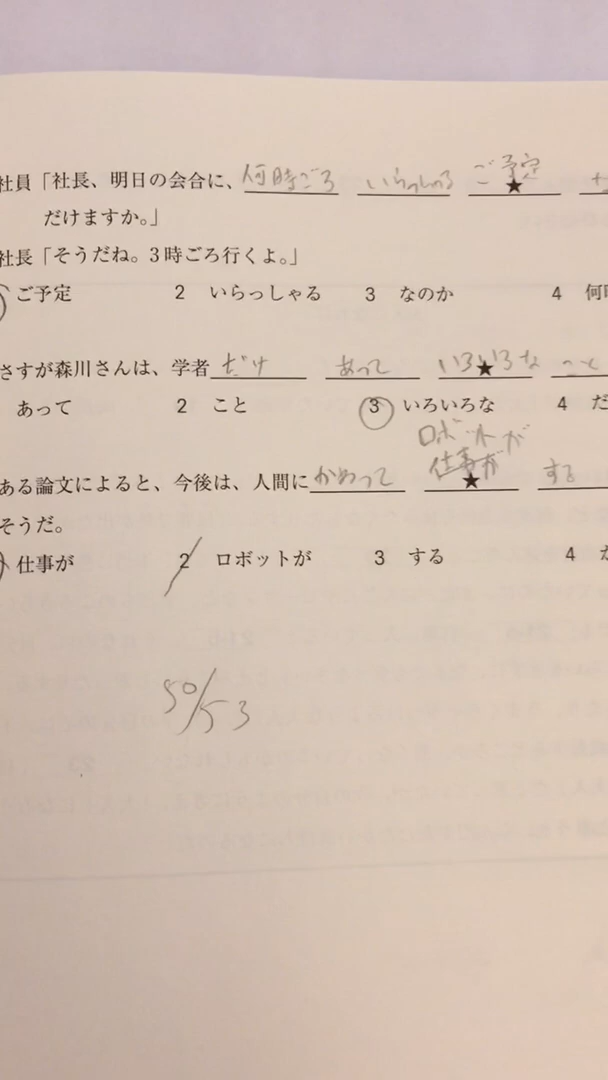 社員「社長、明日の会合に、何時ごろ いらっしゃる ご予定 ★
だけますか。」
社長「そうだね。3時ごろ行くよ。」
ご予定 2 いらっしゃる 3 なのか 4 何時
さすが森川さんは、学者だけ あって いろいろな ★ こと
あって 2 こと 3 いろいろな 4 だ
ロボットが
ある論文によると、今後は、人間にかわって 仕事が ★ する
そうだ。
仕事が 2 ロボットが 3 する 4 か
50/53